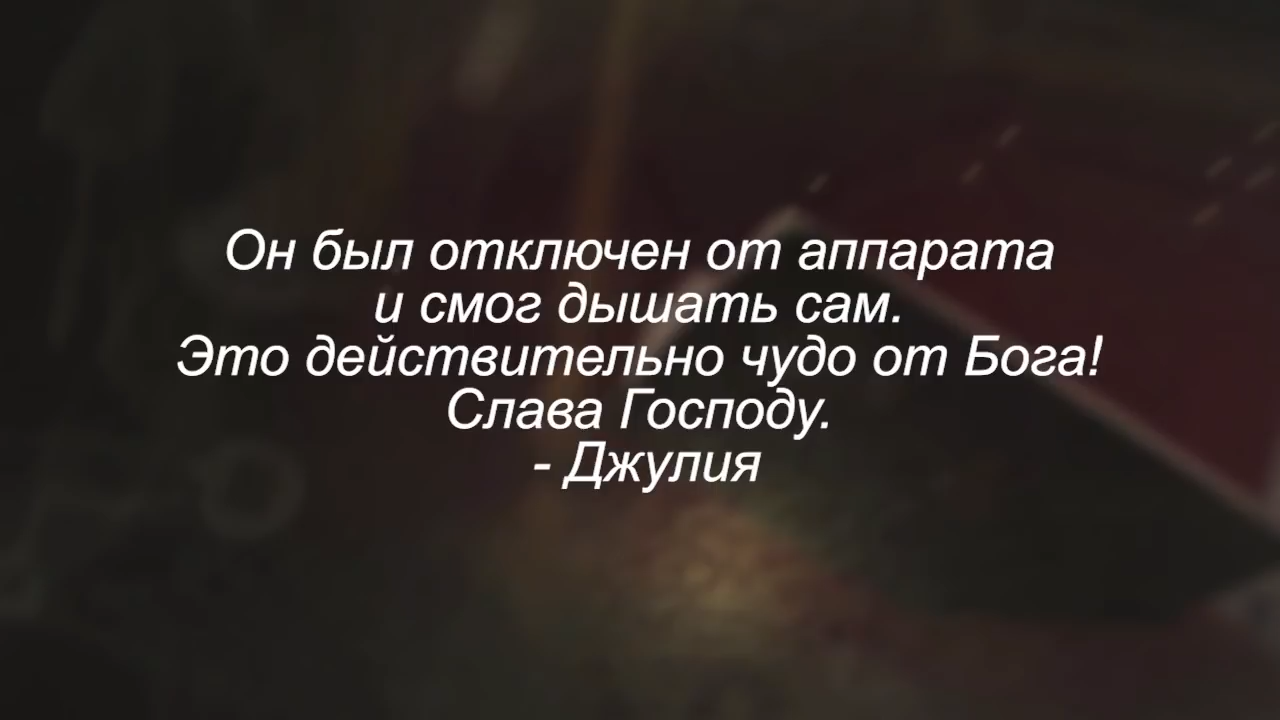 Он был отключен от аппарата
и смог дышать сам.
Это действительно чудо от Бога!
Слава Господу.
- Джулия